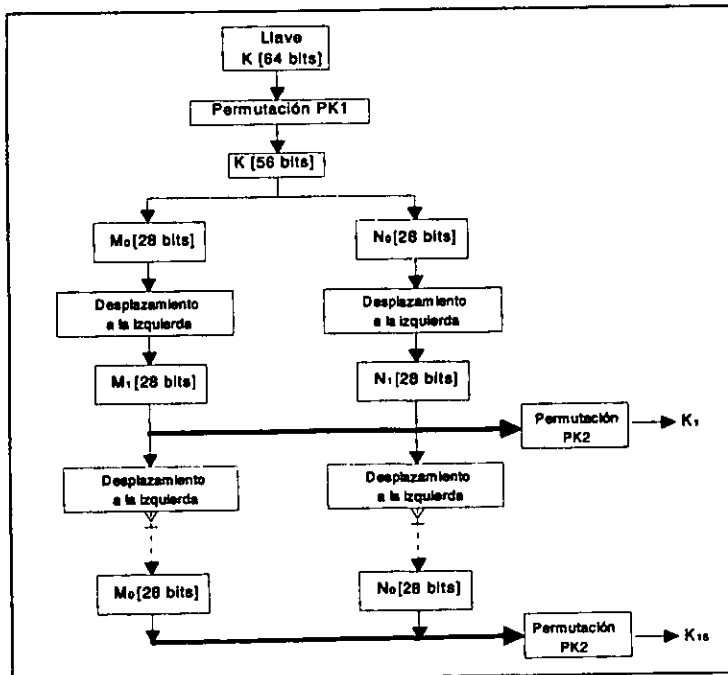 Llave
K [64 bits]
Permutación PK1
K [56 bits]
M₀[28 bits]
N₀[28 bits]
Desplazamiento
a la izquierda
Desplazamiento
a la izquierda
M₁[28 bits]
N₁[28 bits]
Permutación
PK2
K₁
Desplazamiento
a la izquierda
Desplazamiento
a la izquierda
M₀[28 bits]
N₀[28 bits]
Permutación
PK2
K₁₆